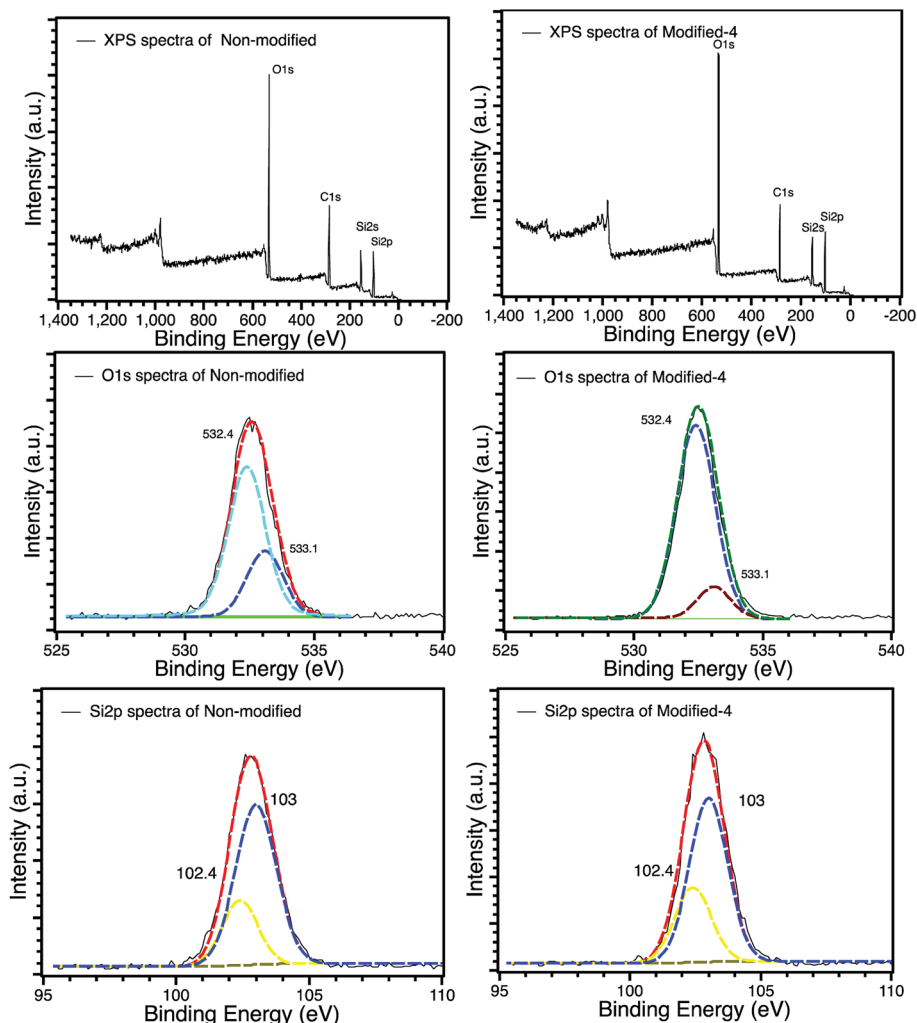 XPS spectra of Non-modified
O1s
C1s
Si2s
Si2p
Intensity (a.u.)
1,400 1,200 1,000 800 600 400 200 0 -200
Binding Energy (eV)
XPS spectra of Modified-4
O1s
C1s
Si2p
Si2s
Intensity (a.u.)
1,400 1,200 1,000 800 600 400 200 0 -200
Binding Energy (eV)
O1s spectra of Non-modified
532.4
533.1
Intensity (a.u.)
525 530 535 540
Binding Energy (eV)
O1s spectra of Modified-4
532.4
533.1
Intensity (a.u.)
525 530 535 540
Binding Energy (eV)
Si2p spectra of Non-modified
103
102.4
Intensity (a.u.)
95 100 105 110
Binding Energy (eV)
Si2p spectra of Modified-4
103
102.4
Intensity (a.u.)
95 100 105 110
Binding Energy (eV)